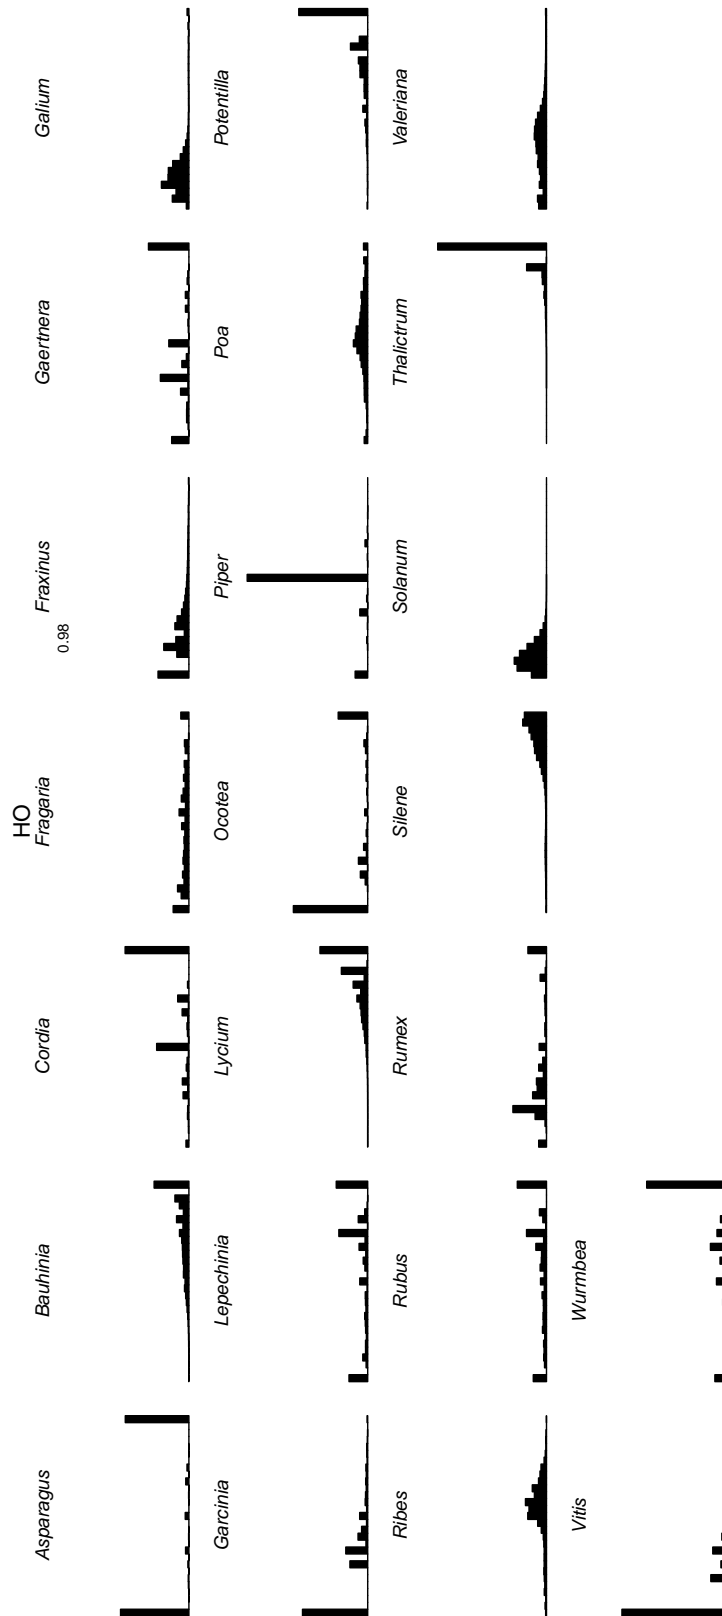 HO
Asparagus
Bauhinia
Cordia
Fragaria
Fraxinus
Gaertnera
Galium
0.98
Garcinia
Lepechinia
Lycium
Ocotea
Piper
Poa
Potentilla
Ribes
Rubus
Rumex
Silene
Solanum
Thalictrum
Valeriana
Vitis
Wurmbea